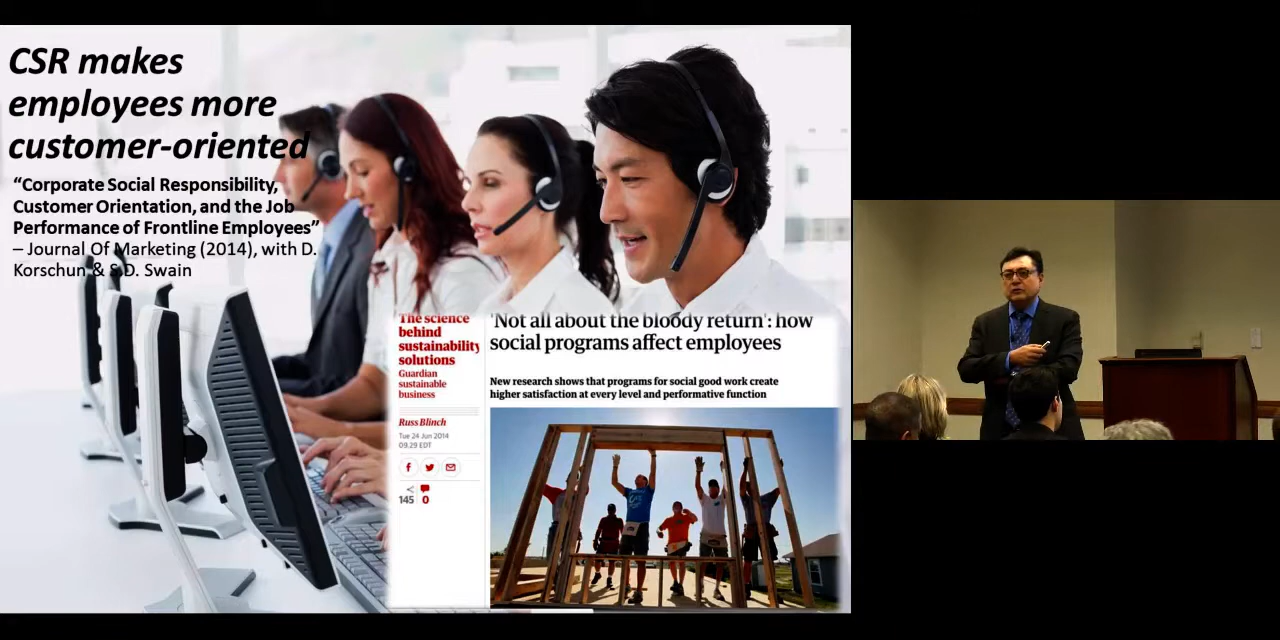 CSR makes
employees more
customer-oriented
“Corporate Social Responsibility,
Customer Orientation, and the Job
Performance of Frontline Employees”
– Journal Of Marketing (2014), with D.
Korschun & S.D. Swain
The science
behind
sustainability
solutions
Guardian
sustainable
business
Russ Blinch
Tue 24 Jun 2014
09.29 EDT
145 0
'Not all about the bloody return': how
social programs affect employees
New research shows that programs for social good work create
higher satisfaction at every level and performative function